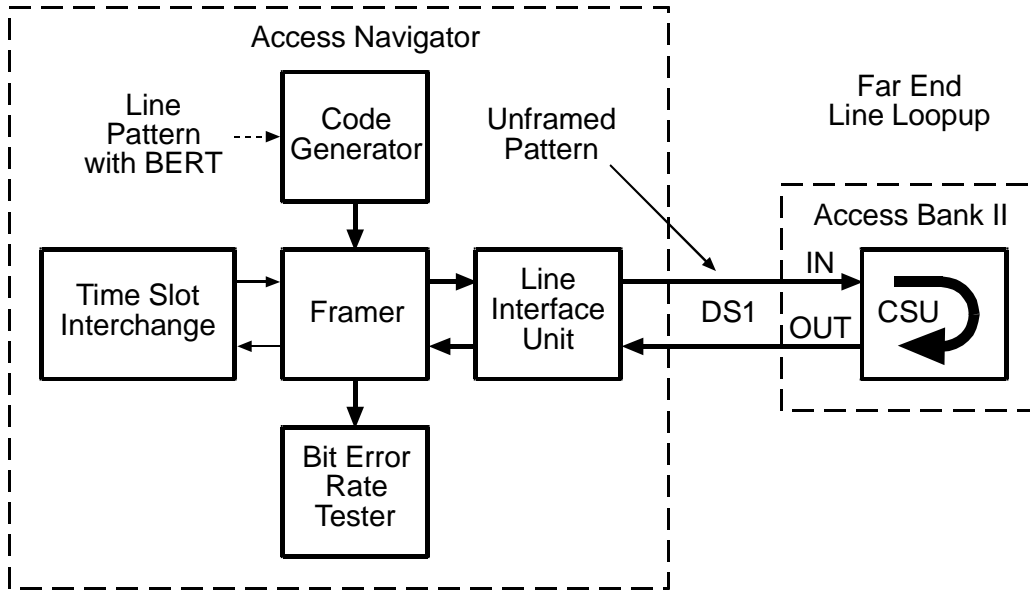 Access Navigator
Line
Pattern
with BERT
Code
Generator
Unframed
Pattern
Far End
Line Loopup
Access Bank II
Time Slot
Interchange
Framer
Line
Interface
Unit
DS1
IN
OUT
CSU
Bit Error
Rate
Tester